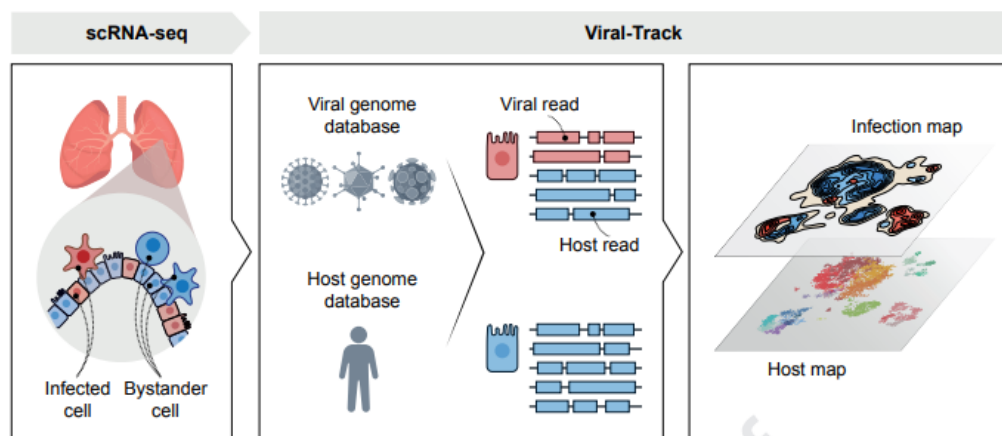 scRNA-seq
Viral-Track
Viral genome
database
Viral read
Host read
Host genome
database
Infected
cell
Bystander
cell
Infection map
Host map